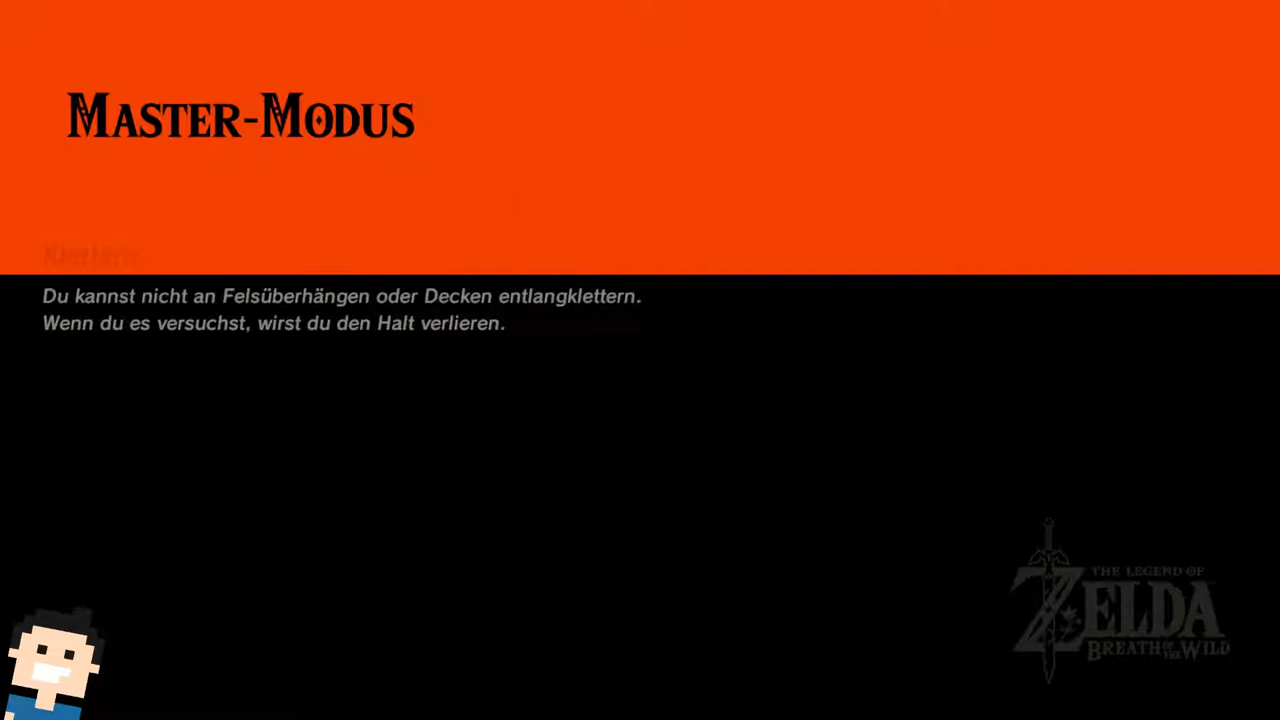 Master-Modus
Klettern
Du kannst nicht an Felsüberhängen oder Decken entlangklettern.
Wenn du es versuchst, wirst du den Halt verlieren.
THE LEGEND OF
ZELDA
BREATH OF THE WILD